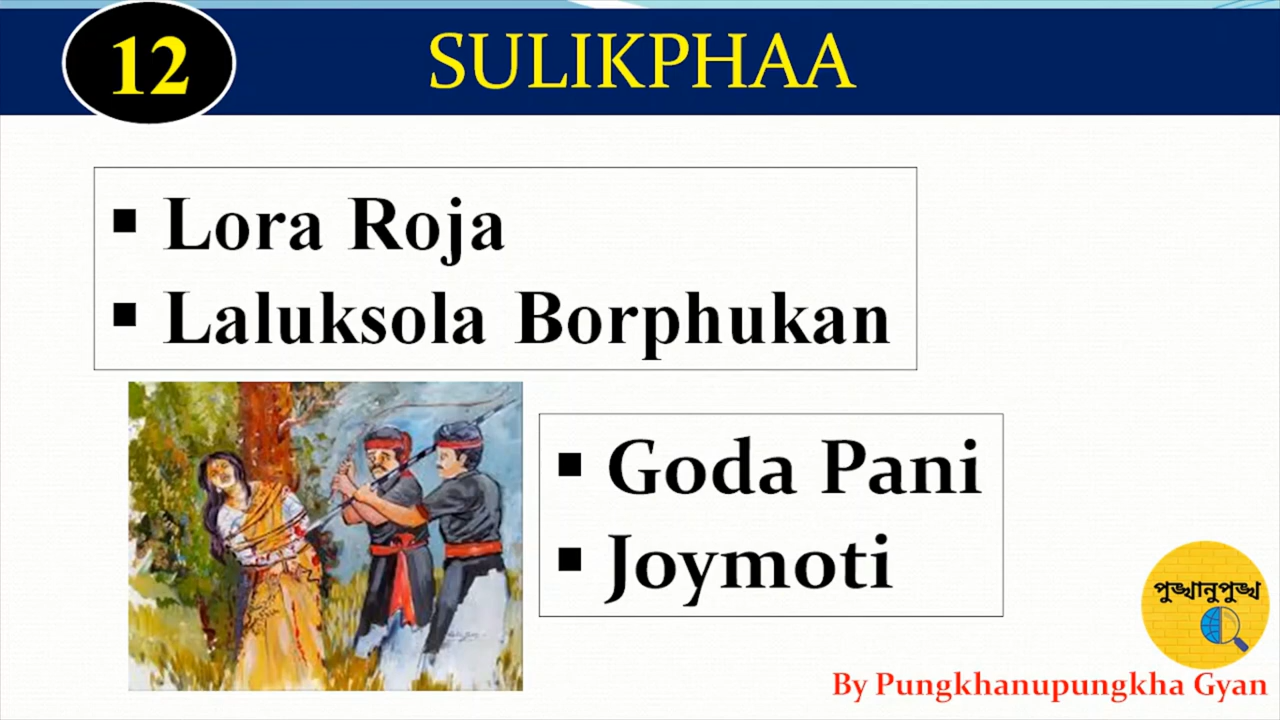 12
SULIKPHAA
▪ Lora Roja
▪ Laluksola Borphukan
▪ Goda Pani
▪ Joymoti
পুঙ্খানুপুঙ্খ
By Pungkhanupungkha Gyan